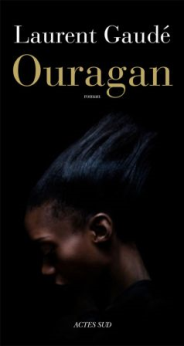 Laurent Gaudé
Ouragan
roman
ACTES SUD